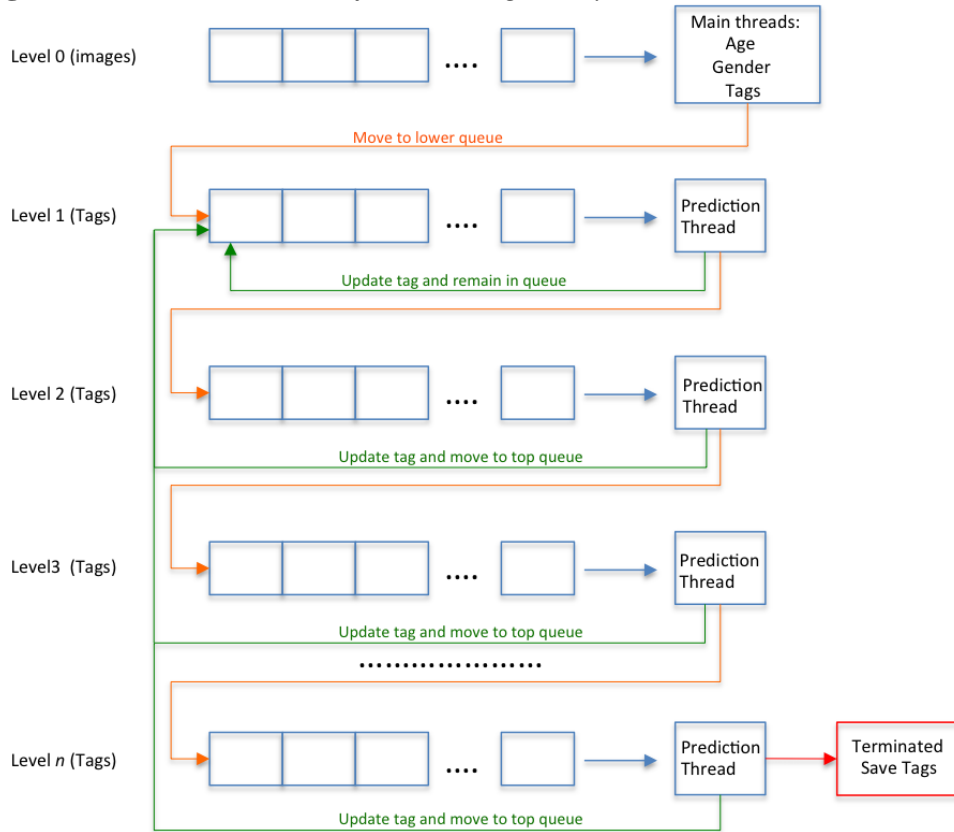 Level 0 (images)
....
Main threads:
Age
Gender
Tags
Move to lower queue
Level 1 (Tags)
....
Prediction
Thread
Update tag and remain in queue
Level 2 (Tags)
....
Prediction
Thread
Update tag and move to top queue
Level3 (Tags)
....
Prediction
Thread
Update tag and move to top queue
......................
Level n (Tags)
....
Prediction
Thread
Terminated
Save Tags
Update tag and move to top queue